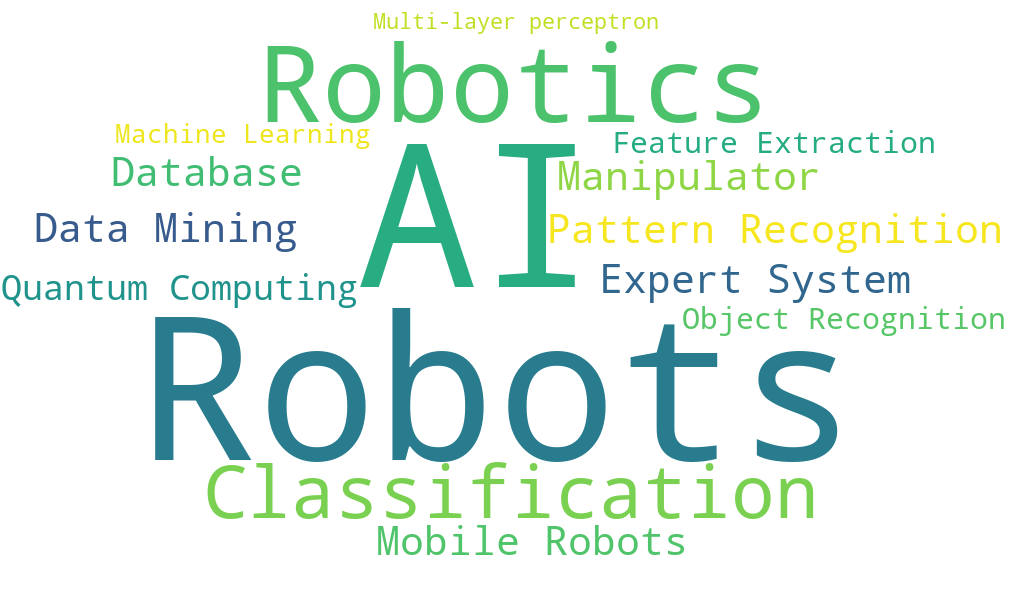 Multi-layer perceptron
Robotics
Machine Learning
Feature Extraction
Database
AI
Manipulator
Data Mining
Pattern Recognition
Quantum Computing
Expert System
Object Recognition
Robots
Classification
Mobile Robots